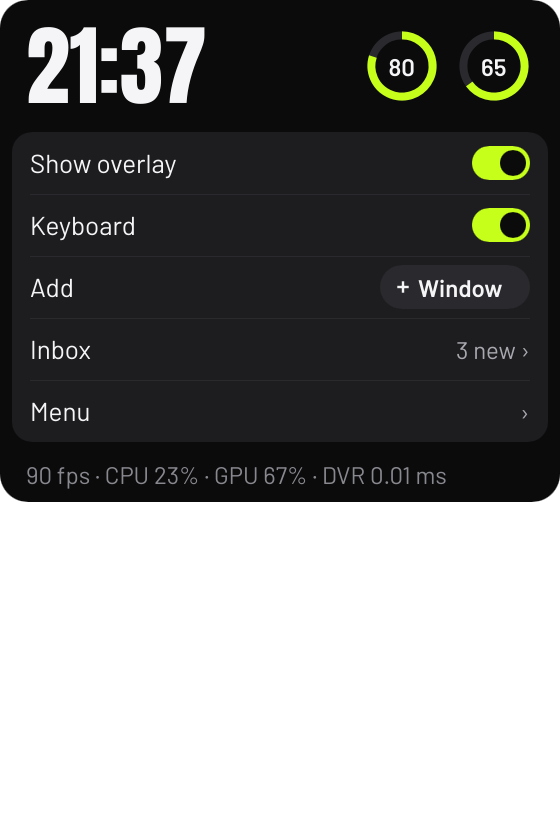 21:37
80
65
Show overlay
Keyboard
Add
+ Window
Inbox
3 new ›
Menu
›
90 fps · CPU 23% · GPU 67% · DVR 0.01 ms